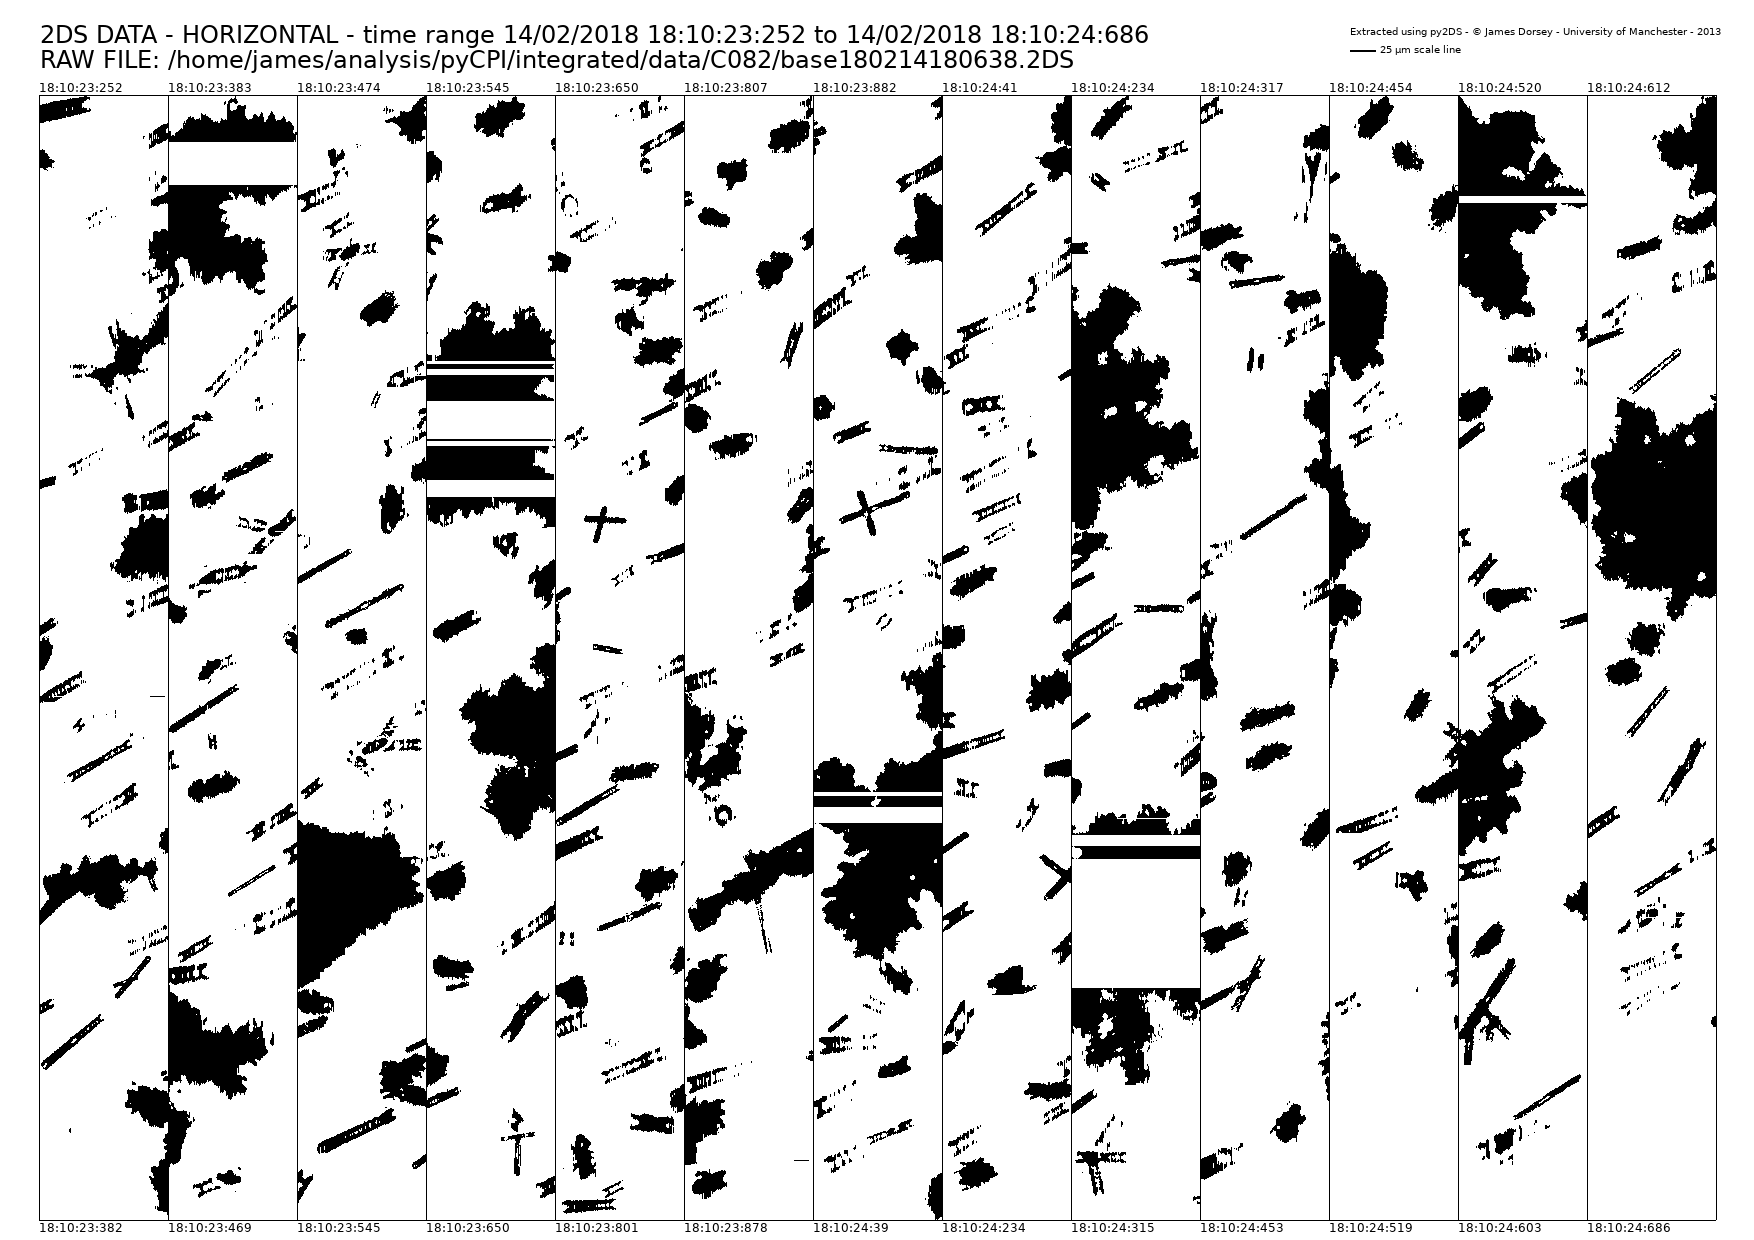 2DS DATA - HORIZONTAL - time range 14/02/2018 18:10:23:252 to 14/02/2018 18:10:24:686
RAW FILE: /home/james/analysis/pyCPI/integrated/data/C082/base180214180638.2DS
Extracted using py2DS - © James Dorsey - University of Manchester - 2013
25 µm scale line
18:10:23:252 18:10:23:383 18:10:23:474 18:10:23:545 18:10:23:650 18:10:23:807 18:10:23:882 18:10:24:41 18:10:24:234 18:10:24:317 18:10:24:454 18:10:24:520 18:10:24:612
18:10:23:382 18:10:23:469 18:10:23:545 18:10:23:650 18:10:23:801 18:10:23:878 18:10:24:39 18:10:24:234 18:10:24:315 18:10:24:453 18:10:24:519 18:10:24:603 18:10:24:686